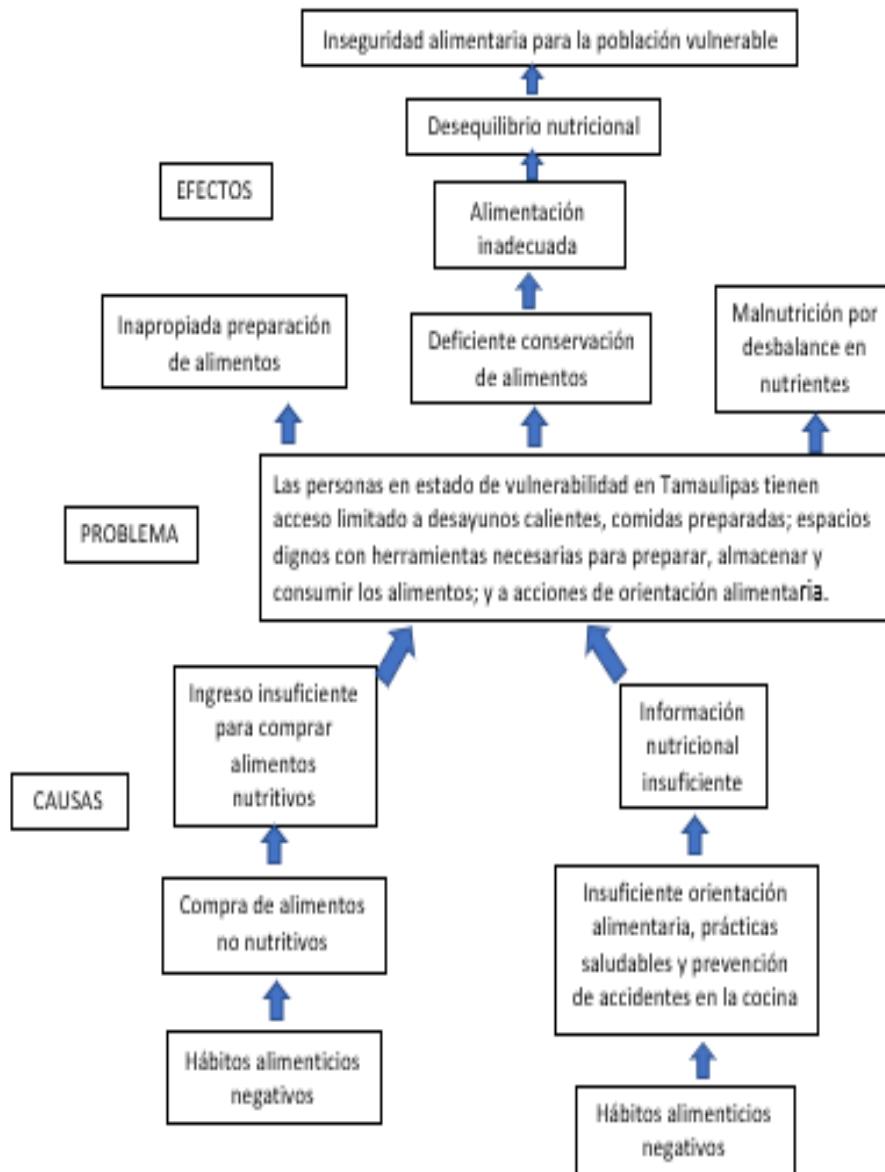 Inseguridad alimentaria para la población vulnerable
Desequilibrio nutricional
EFECTOS
Alimentación
inadecuada
Inapropiada preparación
de alimentos
Deficiente conservación
de alimentos
Malnutrición por
desbalance en
nutrientes
PROBLEMA
Las personas en estado de vulnerabilidad en Tamaulipas tienen
acceso limitado a desayunos calientes, comidas preparadas; espacios
dignos con herramientas necesarias para preparar, almacenar y
consumir los alimentos; y a acciones de orientación alimentaria.
Ingreso insuficiente
para comprar
alimentos
nutritivos
Información
nutricional
insuficiente
CAUSAS
Compra de alimentos
no nutritivos
Insuficiente orientación
alimentaria, prácticas
saludables y prevención
de accidentes en la cocina
Hábitos alimenticios
negativos
Hábitos alimenticios
negativos